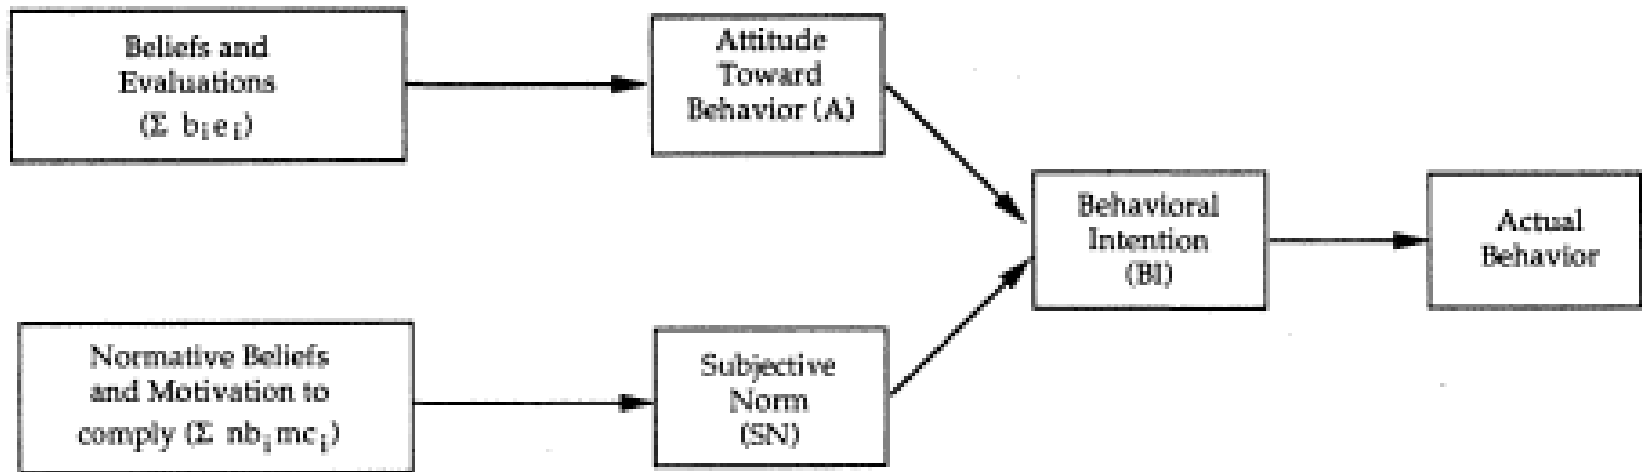 Beliefs and
Evaluations
(Σ bᵢeᵢ)
Attitude
Toward
Behavior (A)
Normative Beliefs
and Motivation to
comply (Σ nbᵢmcᵢ)
Subjective
Norm
(SN)
Behavioral
Intention
(BI)
Actual
Behavior